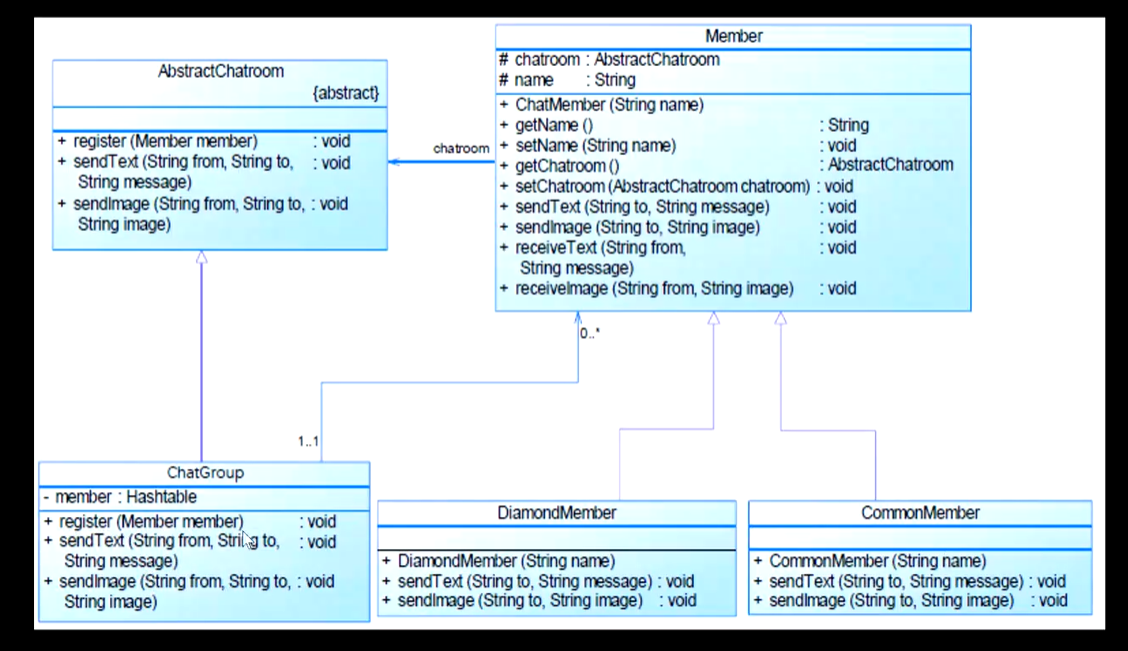 AbstractChatroom
{abstract}
+ register (Member member) : void
+ sendText (String from, String to, : void
String message)
+ sendImage (String from, String to, : void
String image)
chatroom
Member
# chatroom : AbstractChatroom
# name : String
+ ChatMember (String name)
+ getName () : String
+ setName (String name) : void
+ getChatroom () : AbstractChatroom
+ setChatroom (AbstractChatroom chatroom) : void
+ sendText (String to, String message) : void
+ sendImage (String to, String image) : void
+ receiveText (String from, : void
String message)
+ receiveImage (String from, String image) : void
0..*
1..1
ChatGroup
- member : Hashtable
+ register (Member member) : void
+ sendText (String from, String to, : void
String message)
+ sendImage (String from, String to, : void
String image)
DiamondMember
+ DiamondMember (String name)
+ sendText (String to, String message) : void
+ sendImage (String to, String image) : void
CommonMember
+ CommonMember (String name)
+ sendText (String to, String message) : void
+ sendImage (String to, String image) : void